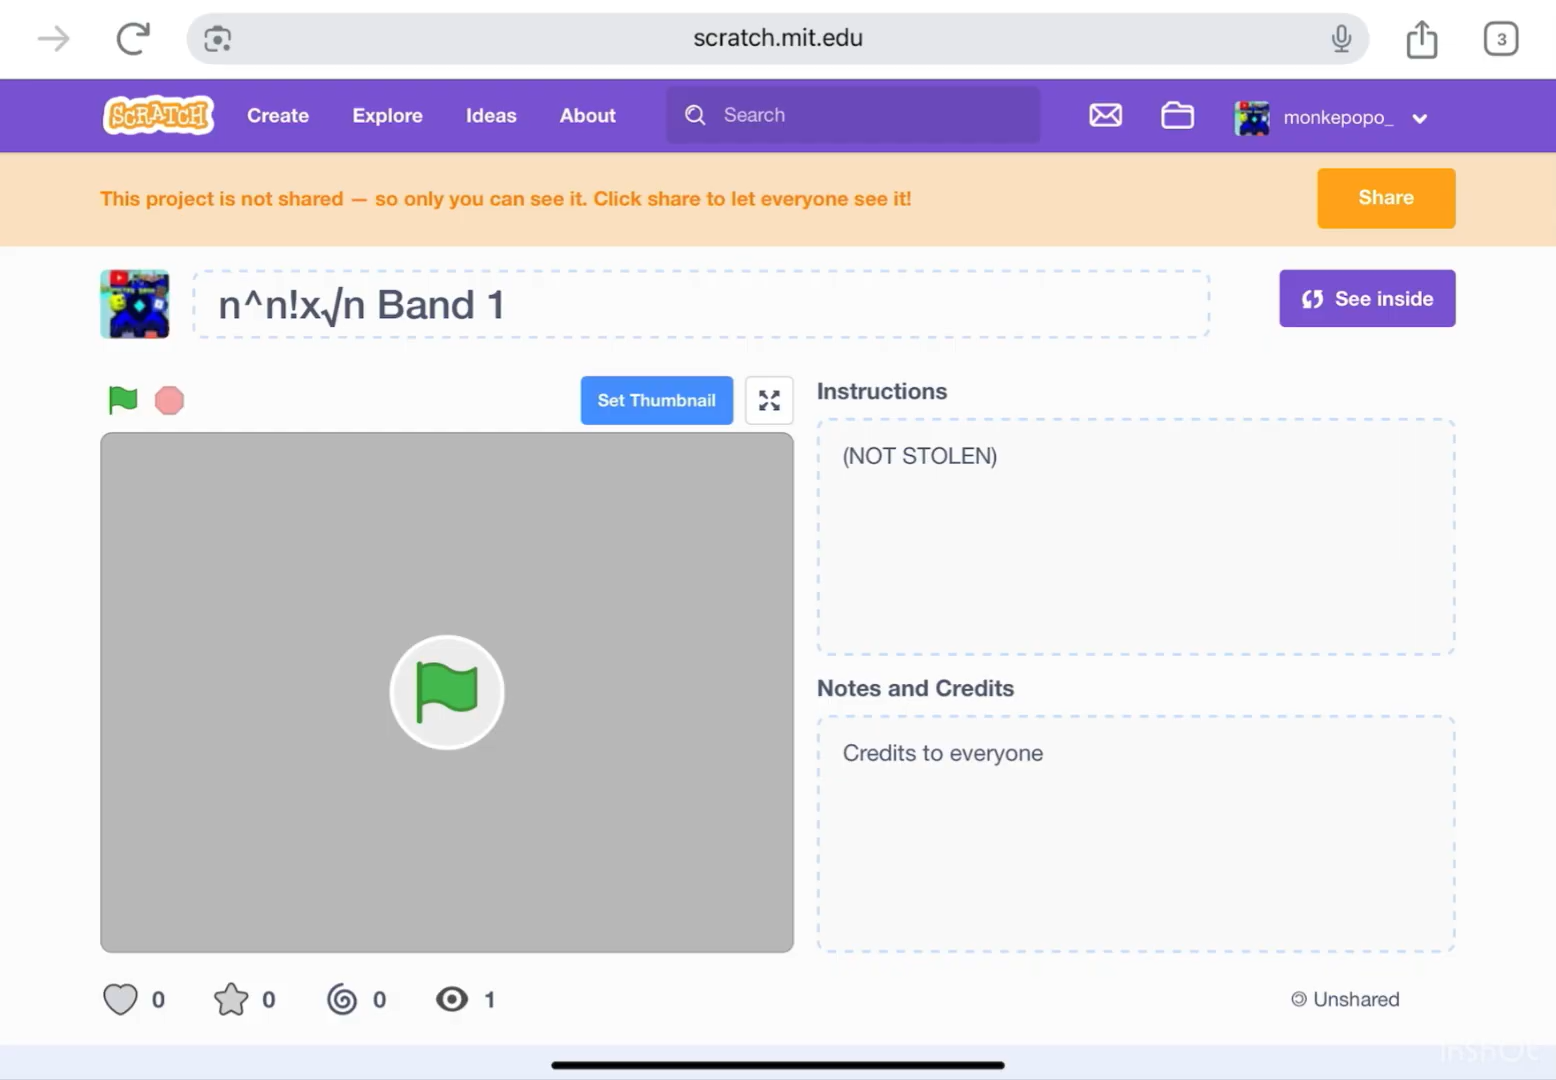 scratch.mit.edu
3
SCRATCH
Create
Explore
Ideas
About
Search
monkepopo_
This project is not shared — so only you can see it. Click share to let everyone see it!
Share
n^n!x√n Band 1
See inside
Set Thumbnail
Instructions
(NOT STOLEN)
Notes and Credits
Credits to everyone
0
0
0
1
Unshared
InShOt